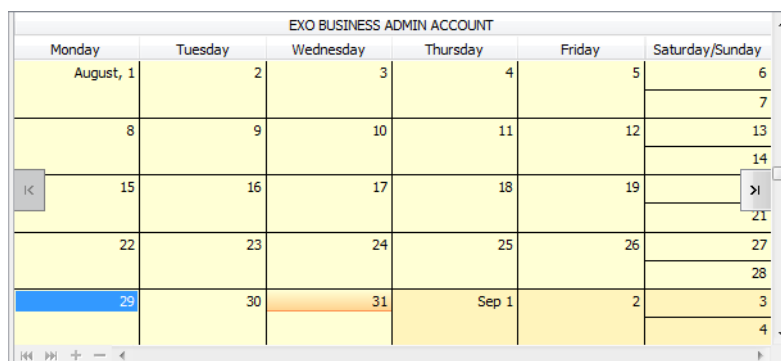 EXO BUSINESS ADMIN ACCOUNT
Monday Tuesday Wednesday Thursday Friday Saturday/Sunday
August, 1 2 3 4 5 6
7
8 9 10 11 12 13
14
15 16 17 18 19
21
22 23 24 25 26 27
28
29 30 31 Sep 1 2 3
4